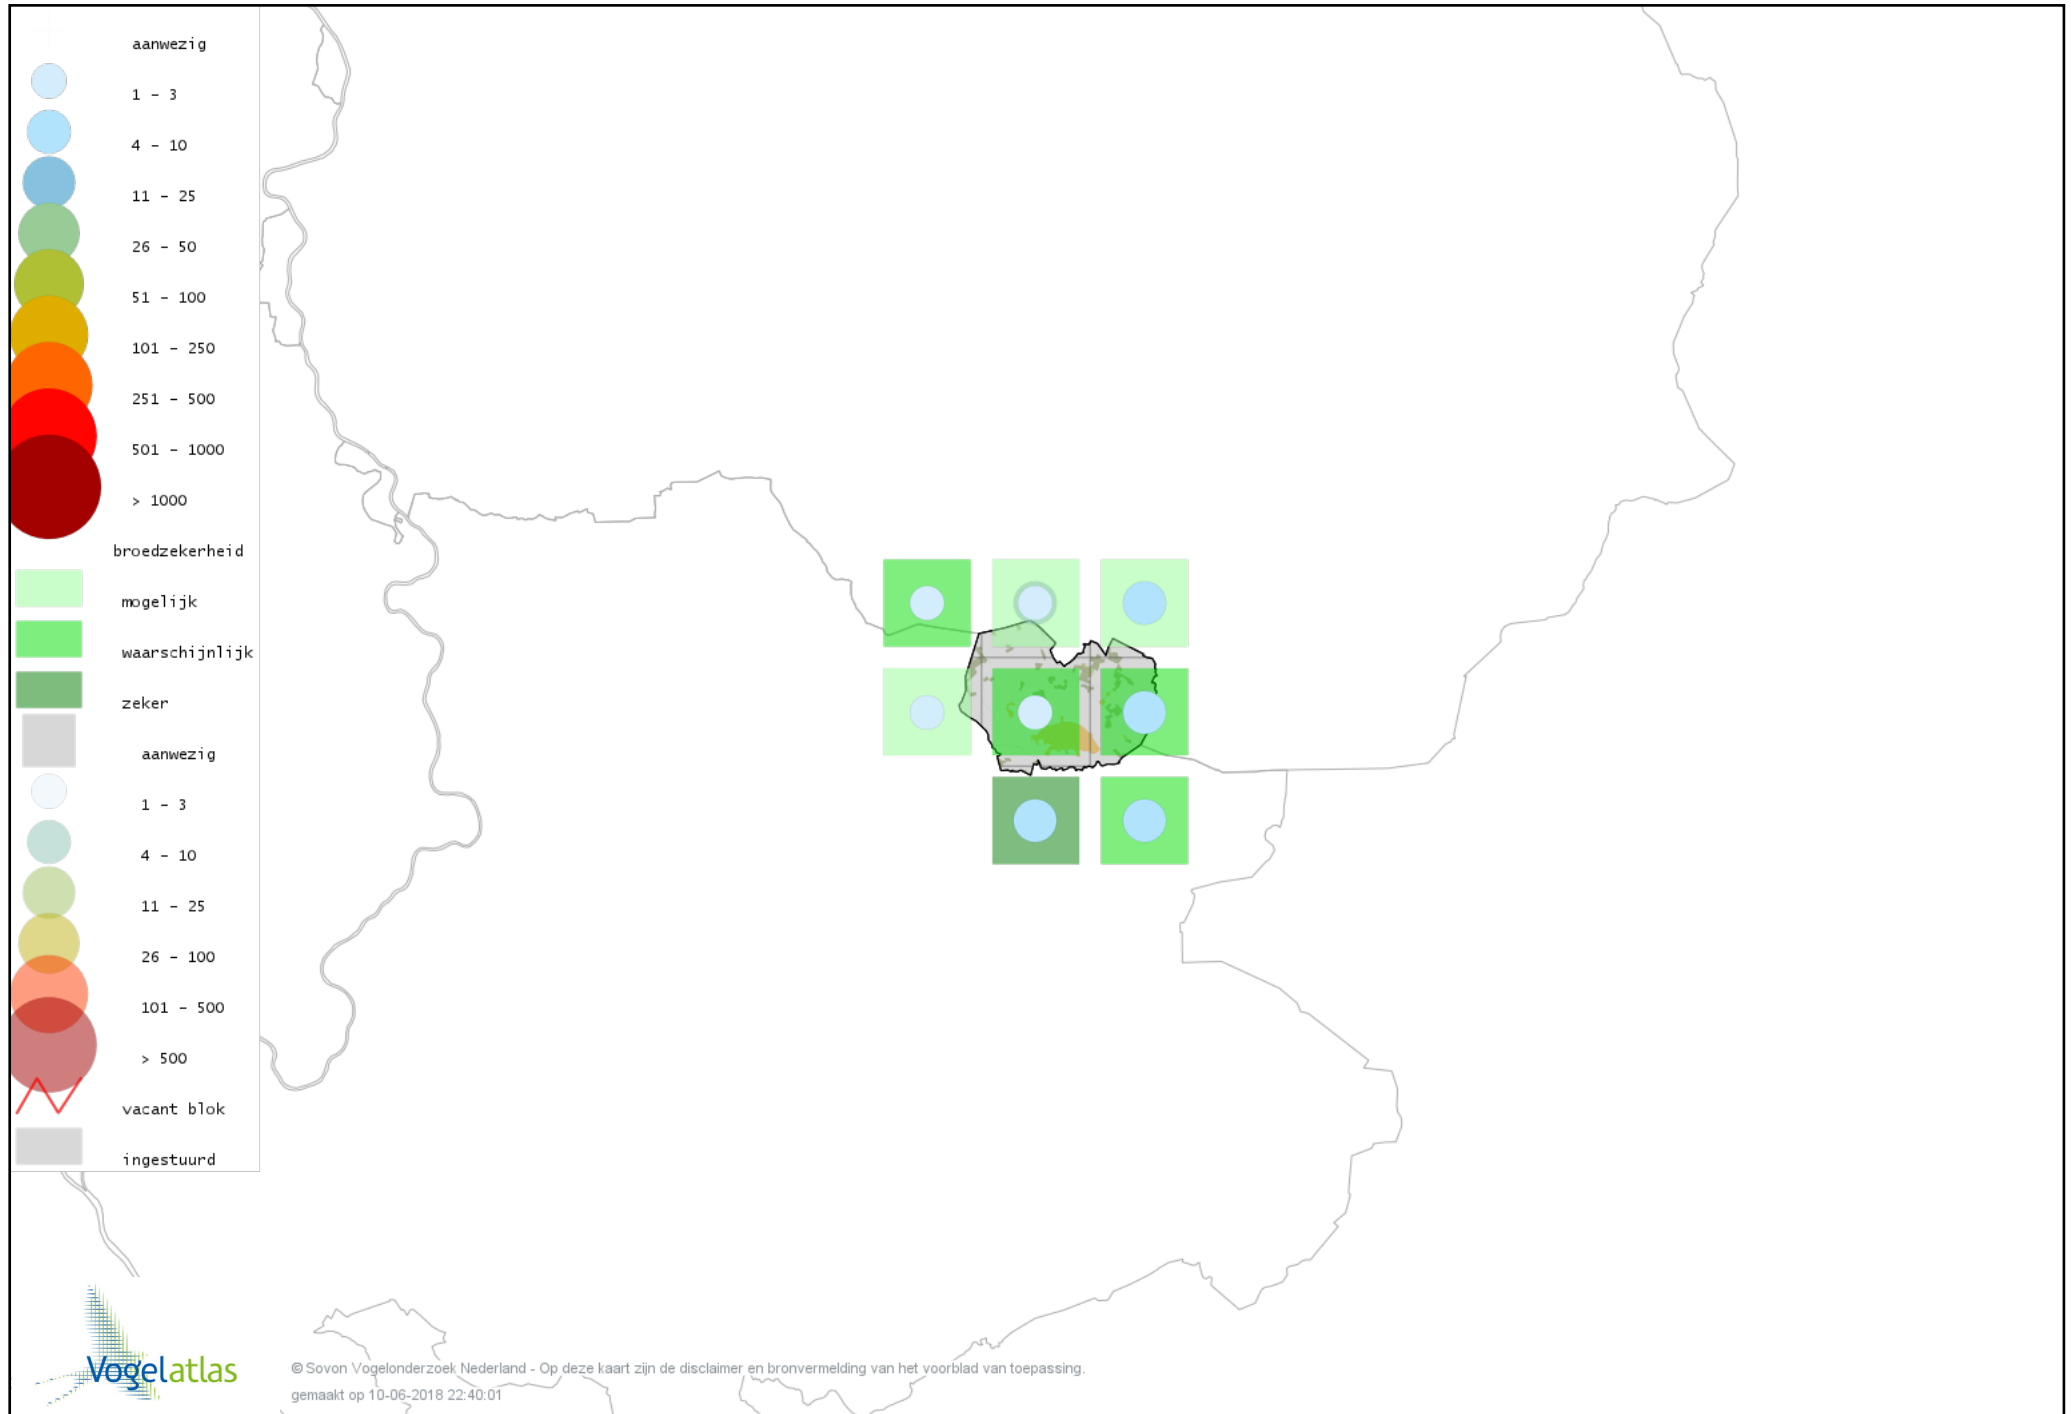 aanwezig
1 - 3
4 - 10
11 - 25
26 - 50
51 - 100
101 - 250
251 - 500
501 - 1000
> 1000
broedzekerheid
mogelijk
waarschijnlijk
zeker
aanwezig
1 - 3
4 - 10
11 - 25
26 - 100
101 - 500
> 500
vacant blok
ingestuurd
Vogelatlas
© Sovon Vogelonderzoek Nederland - Op deze kaart zijn de disclaimer en bronvermelding van het voorblad van toepassing.
gemaakt op 10-06-2018 22:40:01